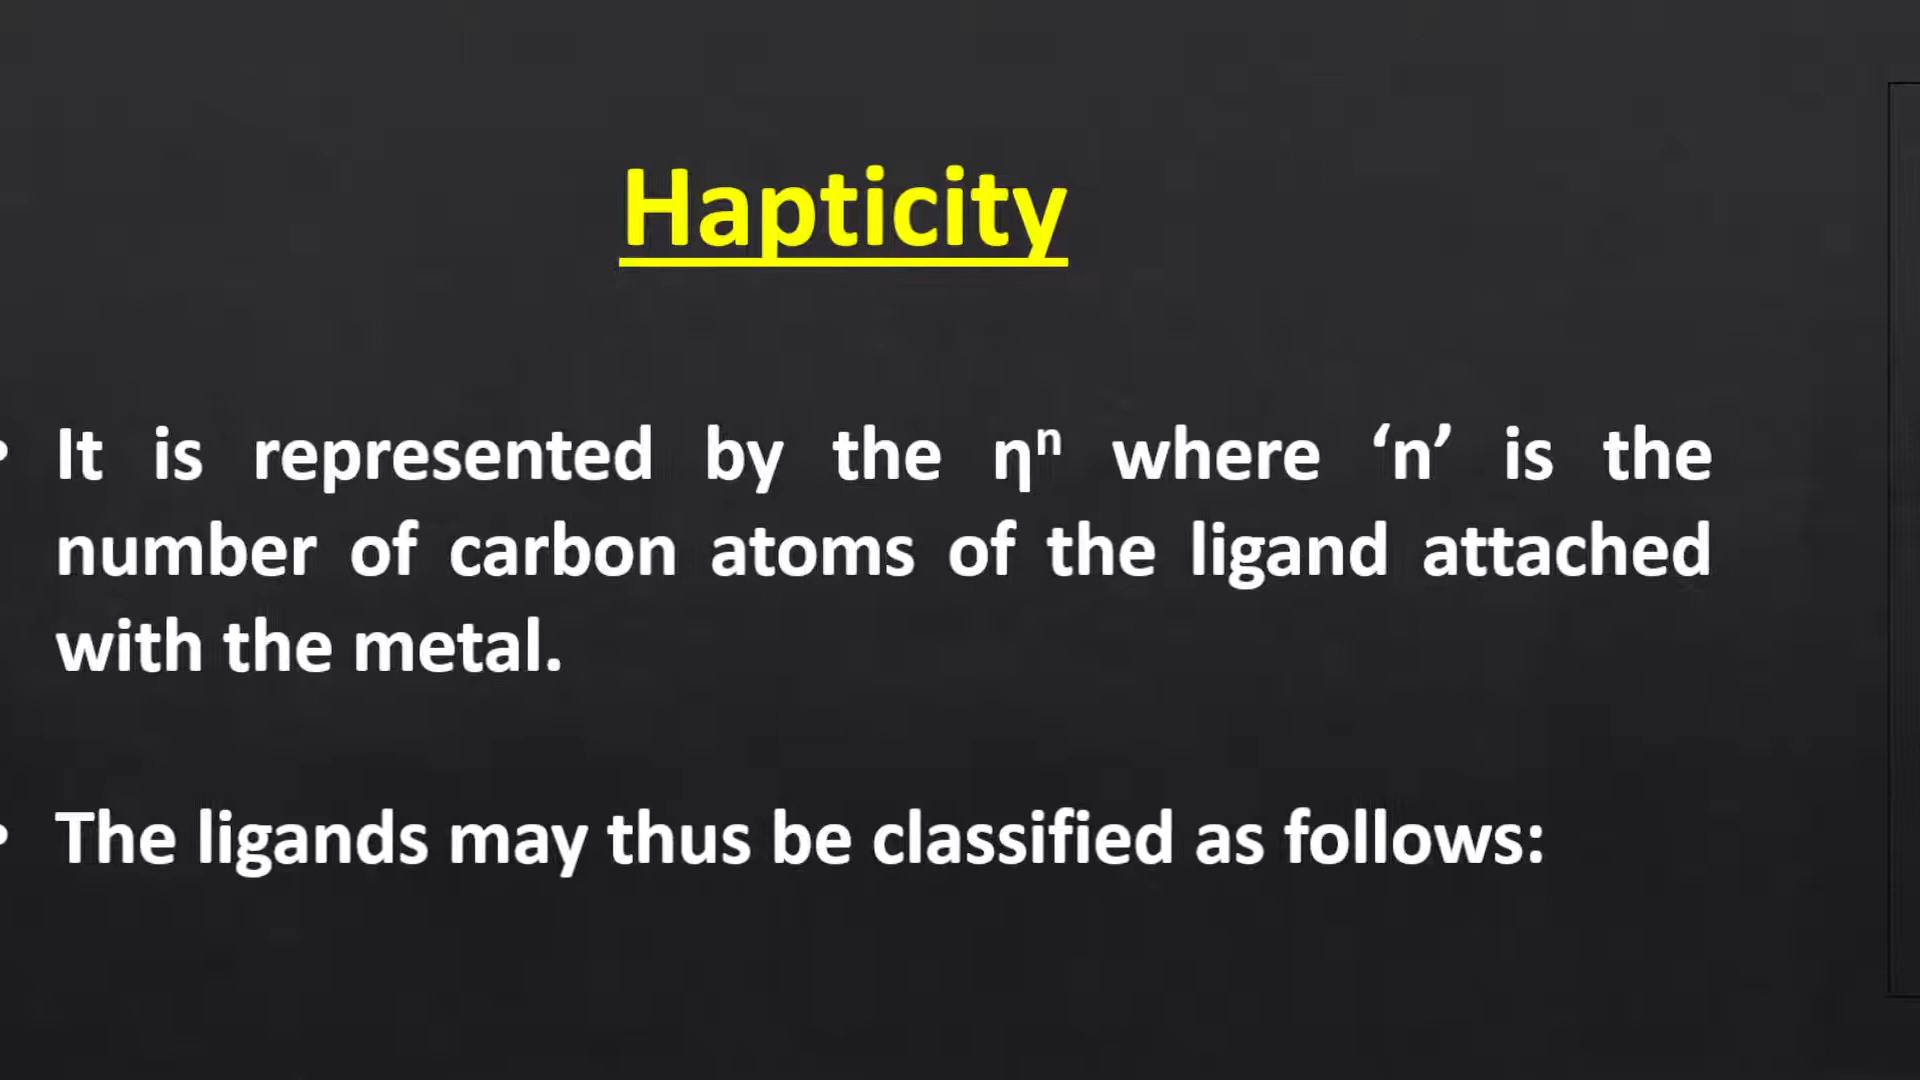 Hapticity
• It is represented by the ηⁿ where ‘n’ is the
number of carbon atoms of the ligand attached
with the metal.
• The ligands may thus be classified as follows: